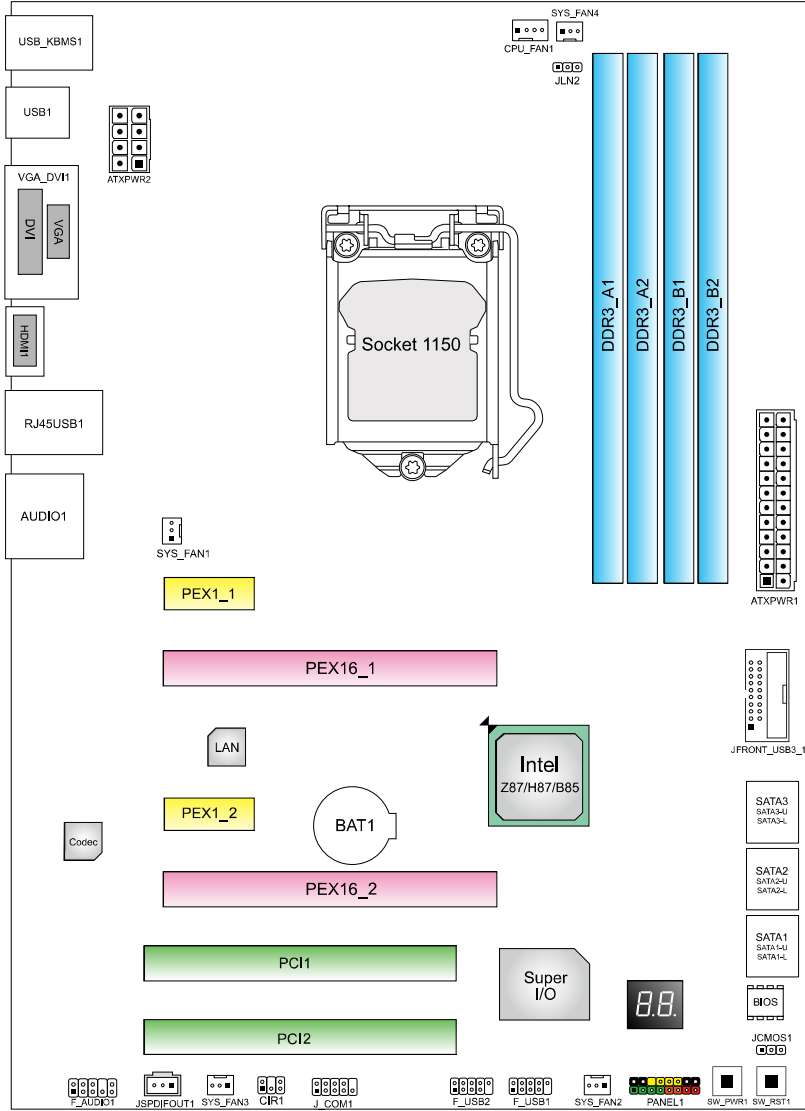 SYS_FAN4
USB_KBMS1
CPU_FAN1
JLN2
USB1
ATXPWR2
VGA_DVI1
DVI
VGA
HDMI1
Socket 1150
DDR3_A1
DDR3_A2
DDR3_B1
DDR3_B2
RJ45USB1
AUDIO1
SYS_FAN1
ATXPWR1
PEX1_1
PEX16_1
LAN
JFRONT_USB3_1
Intel
Z87/H87/B85
PEX1_2
BAT1
Codec
SATA3
SATA3-U
SATA3-L
PEX16_2
SATA2
SATA2-U
SATA2-L
SATA1
SATA1-U
SATA1-L
PCI1
Super
I/O
8.8.
BIOS
PCI2
JCMOS1
F_AUDIO1
JSPDIFOUT1
SYS_FAN3
CIR1
J_COM1
F_USB2
F_USB1
SYS_FAN2
PANEL1
SW_PWR1
SW_RST1